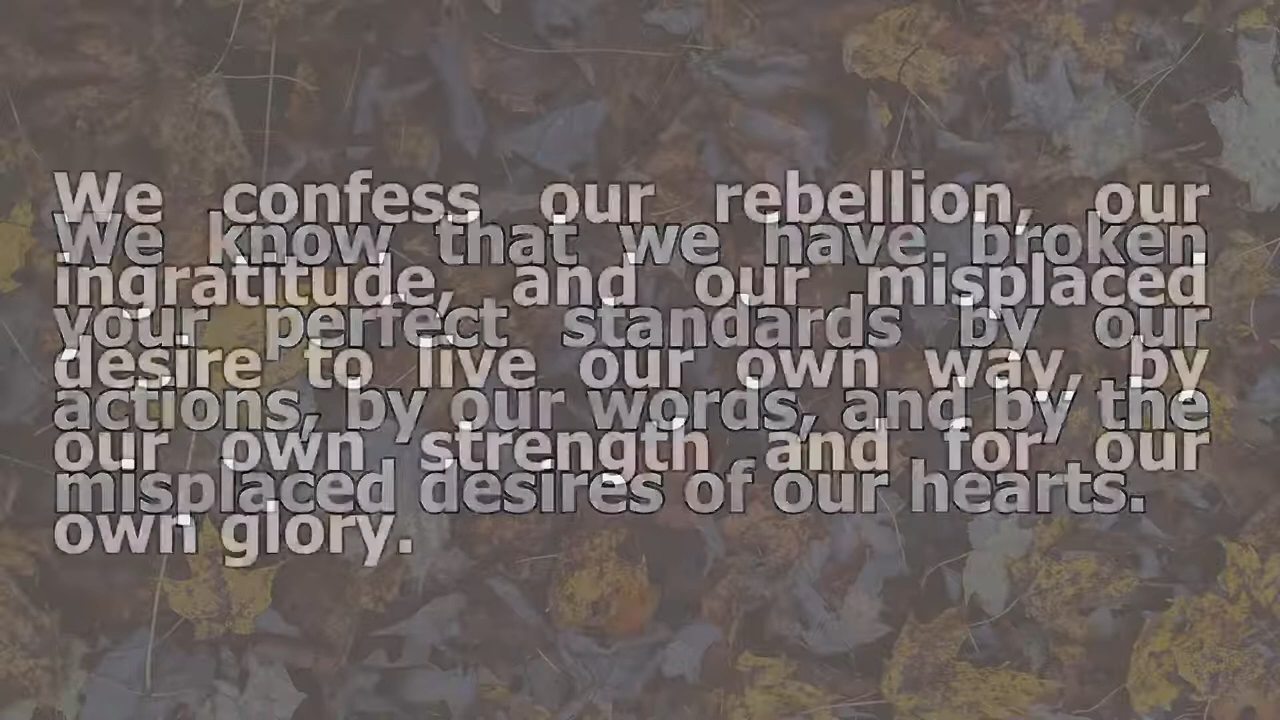 We confess our rebellion, our
We know that we have broken
ingratitude, and our misplaced
your perfect standards by our
desire to live our own way, by
actions, by our words, and by the
our own strength and for our
misplaced desires of our hearts.
own glory.